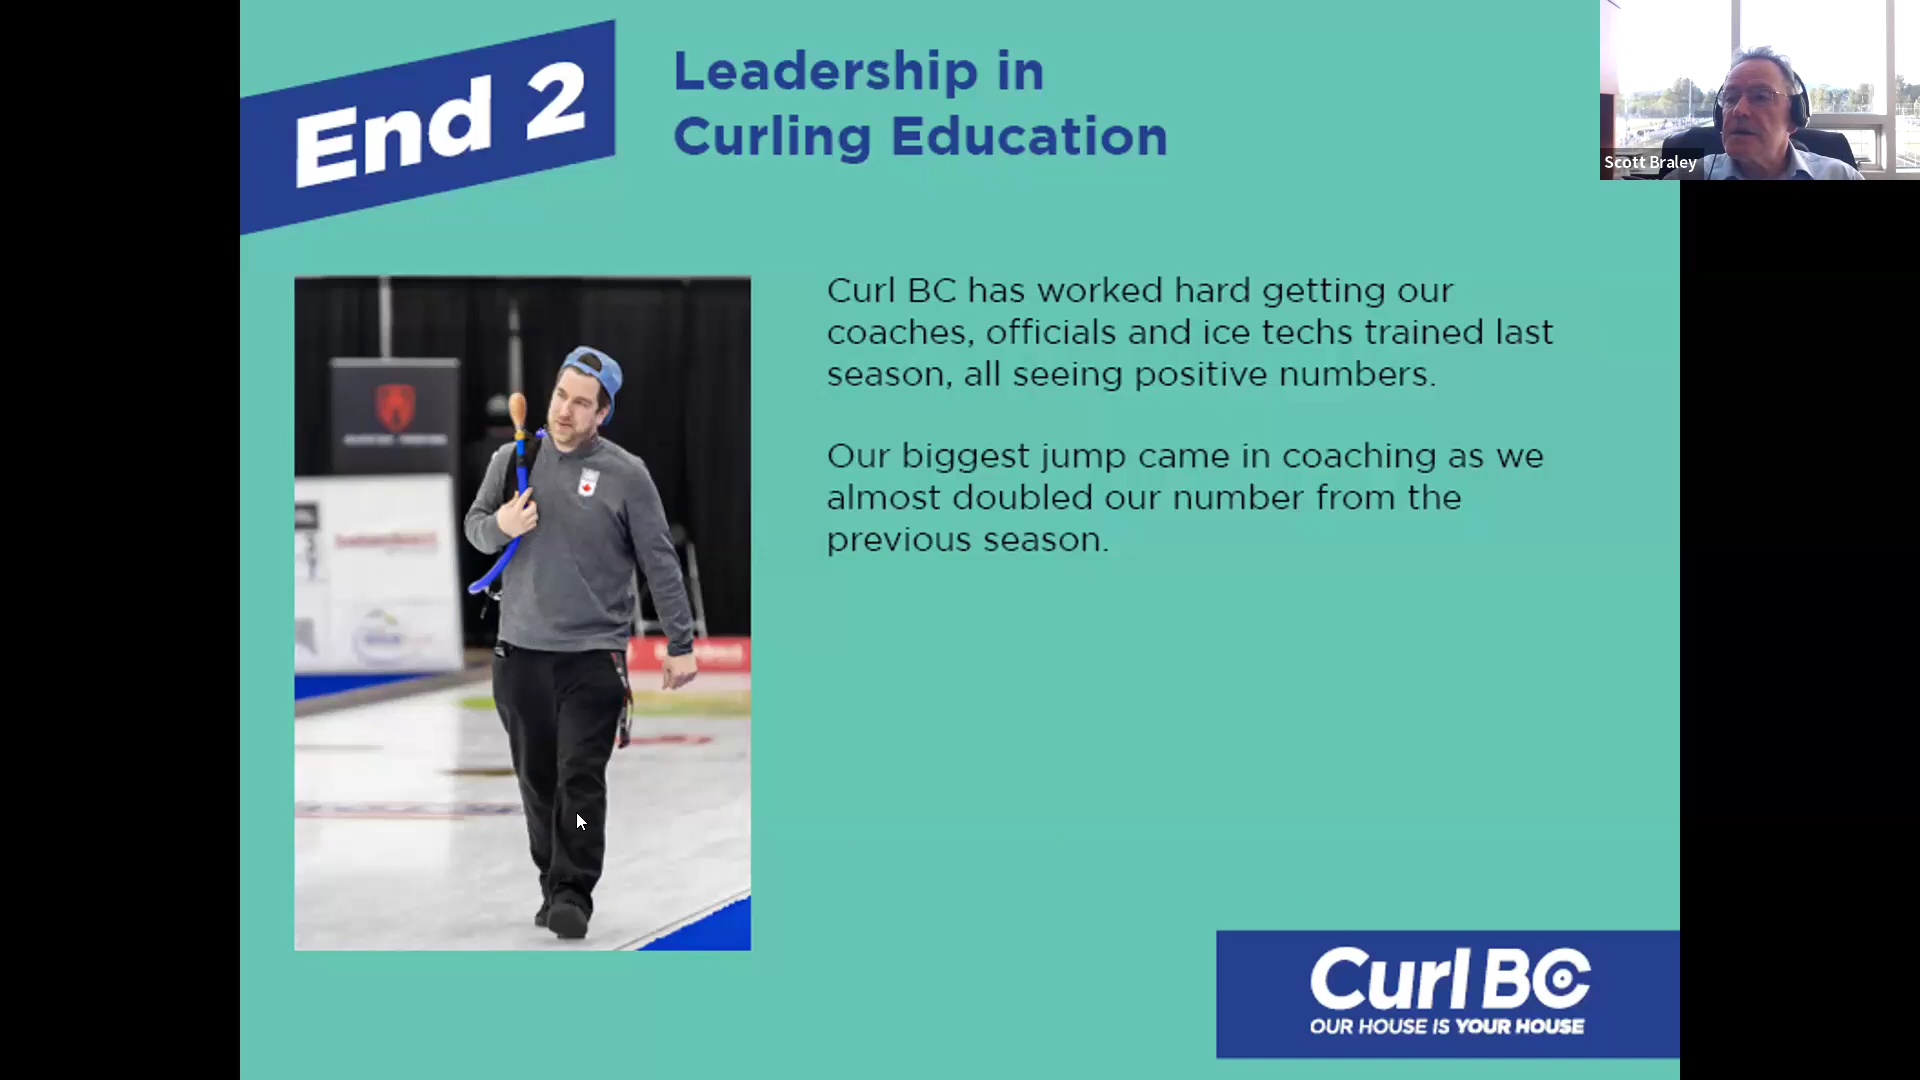 End 2
Leadership in
Curling Education
Scott Braley
Curl BC has worked hard getting our
coaches, officials and ice techs trained last
season, all seeing positive numbers.
Our biggest jump came in coaching as we
almost doubled our number from the
previous season.
Curl BC
OUR HOUSE IS YOUR HOUSE